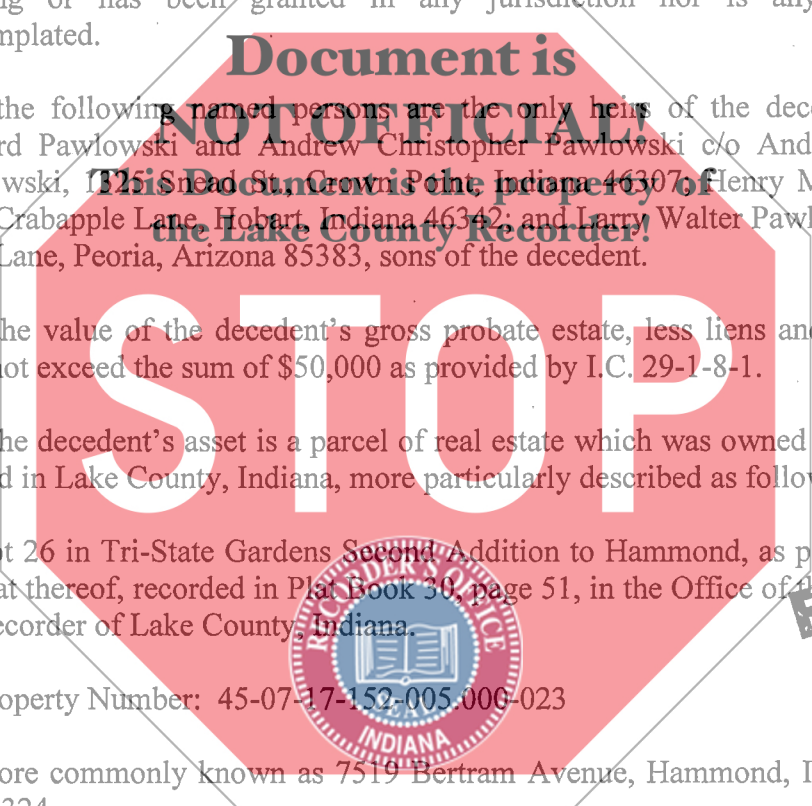 ng or has been granted in any jurisdiction nor is any
mplated.
Document is
NOT OFFICIAL!
the following named persons are the only heirs of the dec
rd Pawlowski and Andrew Christopher Pawlowski c/o And
This Document is the property of
wski, 1325 Snead St., Crown Point, Indiana 46307; Henry M
the Lake County Recorder!
Crabapple Lane, Hobart, Indiana 46342; and Larry Walter Pawl
Lane, Peoria, Arizona 85383, sons of the decedent.
he value of the decedent's gross probate estate, less liens an
not exceed the sum of $50,000 as provided by I.C. 29-1-8-1.
STOP
he decedent's asset is a parcel of real estate which was owned
d in Lake County, Indiana, more particularly described as follow
ot 26 in Tri-State Gardens Second Addition to Hammond, as p
at thereof, recorded in Plat Book 30, page 51, in the Office of t
ecorder of Lake County, Indiana.
RECORDER'S OFFICE
SEAL
INDIANA
operty Number: 45-07-17-152-005.000-023
ore commonly known as 7519 Bertram Avenue, Hammond, I